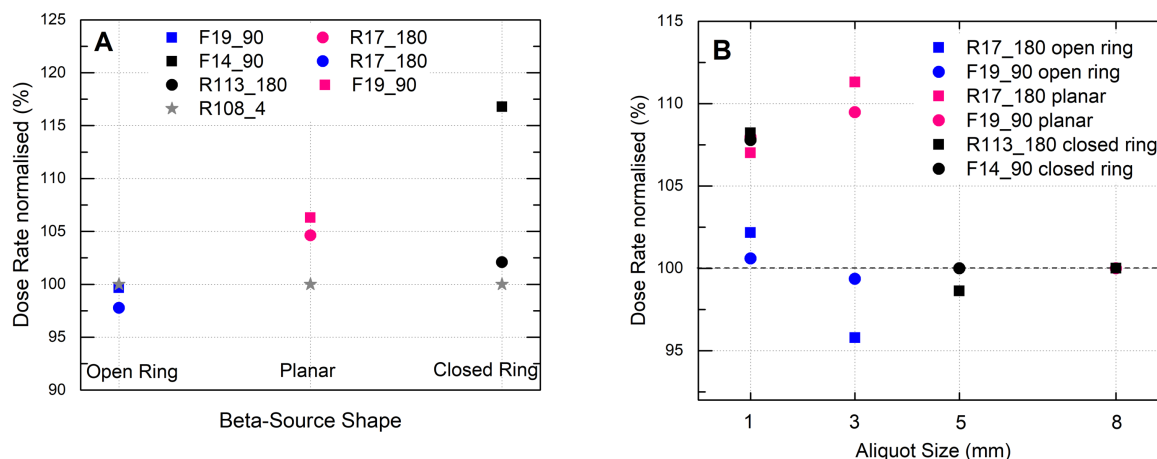 A
F19_90
F14_90
R113_180
R108_4
R17_180
R17_180
F19_90
125
120
115
110
105
100
95
90
Dose Rate normalised (%)
Open Ring
Planar
Closed Ring
Beta-Source Shape
B
R17_180 open ring
F19_90 open ring
R17_180 planar
F19_90 planar
R113_180 closed ring
F14_90 closed ring
115
110
105
100
95
Dose Rate normalised (%)
1
3
5
8
Aliquot Size (mm)